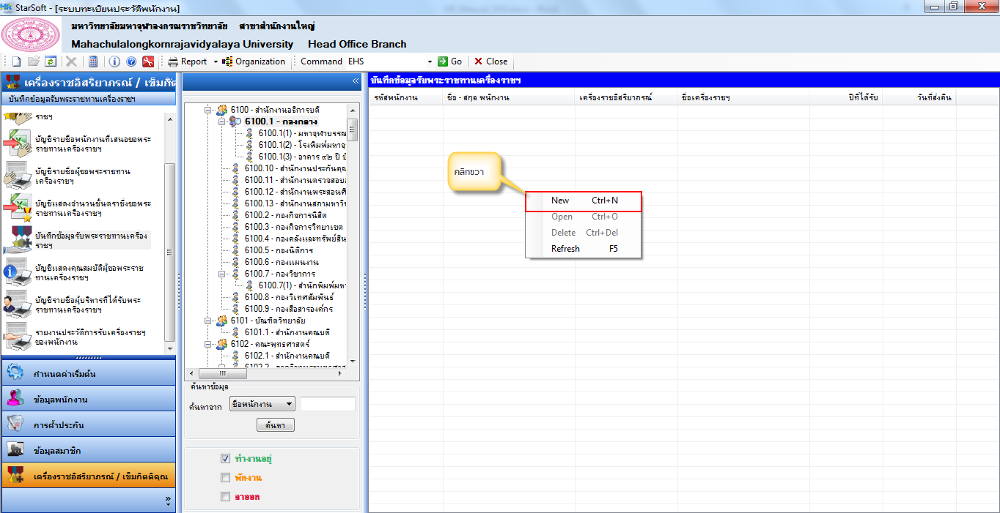 StarSoft - [ระบบทะเบียนประวัติพนักงาน]
มหาวิทยาลัยมหาจุฬาลงกรณราชวิทยาลัย สาขาสำนักงานใหญ่
Mahachulalongkornrajavidyalaya University Head Office Branch
Report Organization Command EHS Go Close
เครื่องราชอิสริยาภรณ์ / เข็มกิต
บันทึกข้อมูลรับพระราชทานเครื่องราชฯ
ราชฯ
บัญชีรายชื่อพนักงานที่เสนอขอพระ
ราชทานเครื่องราชฯ
บัญชีรายชื่อผู้ขอพระราชทาน
เครื่องราชฯ
บัญชีแสดงจำนวนชั้นตราซึ่งขอพระ
ราชทานเครื่องราชฯ
บันทึกข้อมูลรับพระราชทานเครื่อง
ราชฯ
บัญชีแสดงคุณสมบัติผู้ขอพระราช
ทานเครื่องราชฯ
บัญชีรายชื่อผู้บริหารที่ได้รับพระ
ราชทานเครื่องราชฯ
รายงานประวัติการรับเครื่องราชฯ
ของพนักงาน
กำหนดค่าเริ่มต้น
ข้อมูลพนักงาน
การค้ำประกัน
ข้อมูลสมาชิก
เครื่องราชอิสริยาภรณ์ / เข็มกิตติคุณ
6100 - สำนักงานอธิการบดี
6100.1 - กองกลาง
6100.1(1) - มหาจุฬาบรรณ
6100.1(2) - โรงพิมพ์มหาจุ
6100.1(3) - อาคาร ๙๒ ปี ปั
6100.10 - สำนักงานประกันคุณ
6100.11 - สำนักงานตรวจสอบ
6100.12 - สำนักงานพระสอนศี
6100.13 - สำนักงานสภามหาวิ
6100.2 - กองกิจการนิสิต
6100.3 - กองกิจการวิทยาเขต
6100.4 - กองคลังและทรัพย์สิน
6100.5 - กองนิติการ
6100.6 - กองแผนงาน
6100.7 - กองวิชาการ
6100.7(1) - สำนักพิมพ์มหา
6100.8 - กองวิเทศสัมพันธ์
6100.9 - กองสื่อสารองค์กร
6101 - บัณฑิตวิทยาลัย
6101.1 - สำนักงานคณบดี
6102 - คณะพุทธศาสตร์
6102.1 - สำนักงานคณบดี
ค้นหาข้อมูล
ค้นหาจาก ชื่อพนักงาน
ค้นหา
ทำงานอยู่
พักงาน
ลาออก
บันทึกข้อมูลรับพระราชทานเครื่องราชฯ
รหัสพนักงาน ชื่อ - สกุล พนักงาน เครื่องราชอิสริยาภรณ์ ชื่อเครื่องราชฯ ปีที่ได้รับ วันที่ส่งคืน
คลิกขวา
New Ctrl+N
Open Ctrl+O
Delete Ctrl+Del
Refresh F5